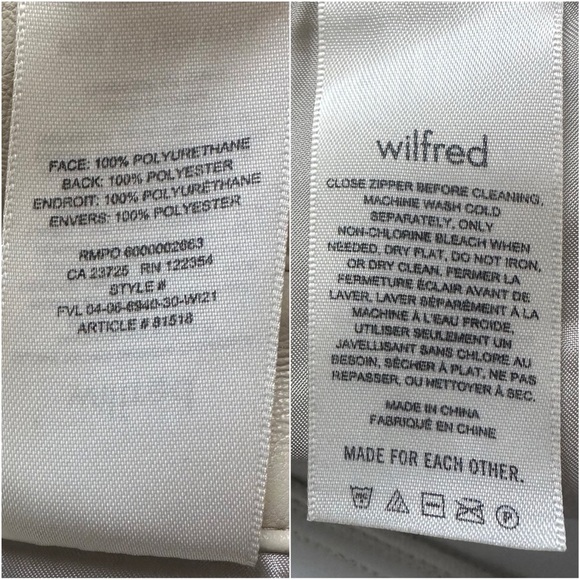 FACE: 100% POLYURETHANE
BACK: 100% POLYESTER
ENDROIT: 100% POLYURÉTHANE
ENVERS: 100% POLYESTER
RMPO 6000002663
CA 23725 RN 122354
STYLE #
FVL 04-06-6940-30-WI21
ARTICLE # 81518
wilfred
CLOSE ZIPPER BEFORE CLEANING,
MACHINE WASH COLD
SEPARATELY, ONLY
NON-CHLORINE BLEACH WHEN
NEEDED, DRY FLAT, DO NOT IRON,
OR DRY CLEAN. FERMER LA
FERMETURE ÉCLAIR AVANT DE
LAVER, LAVER SÉPARÉMENT À LA
MACHINE À L'EAU FROIDE,
UTILISER SEULEMENT UN
JAVELLISANT SANS CHLORE AU
BESOIN, SÉCHER À PLAT, NE PAS
REPASSER, OU NETTOYER À SEC.
MADE IN CHINA
FABRIQUÉ EN CHINE
MADE FOR EACH OTHER.
P